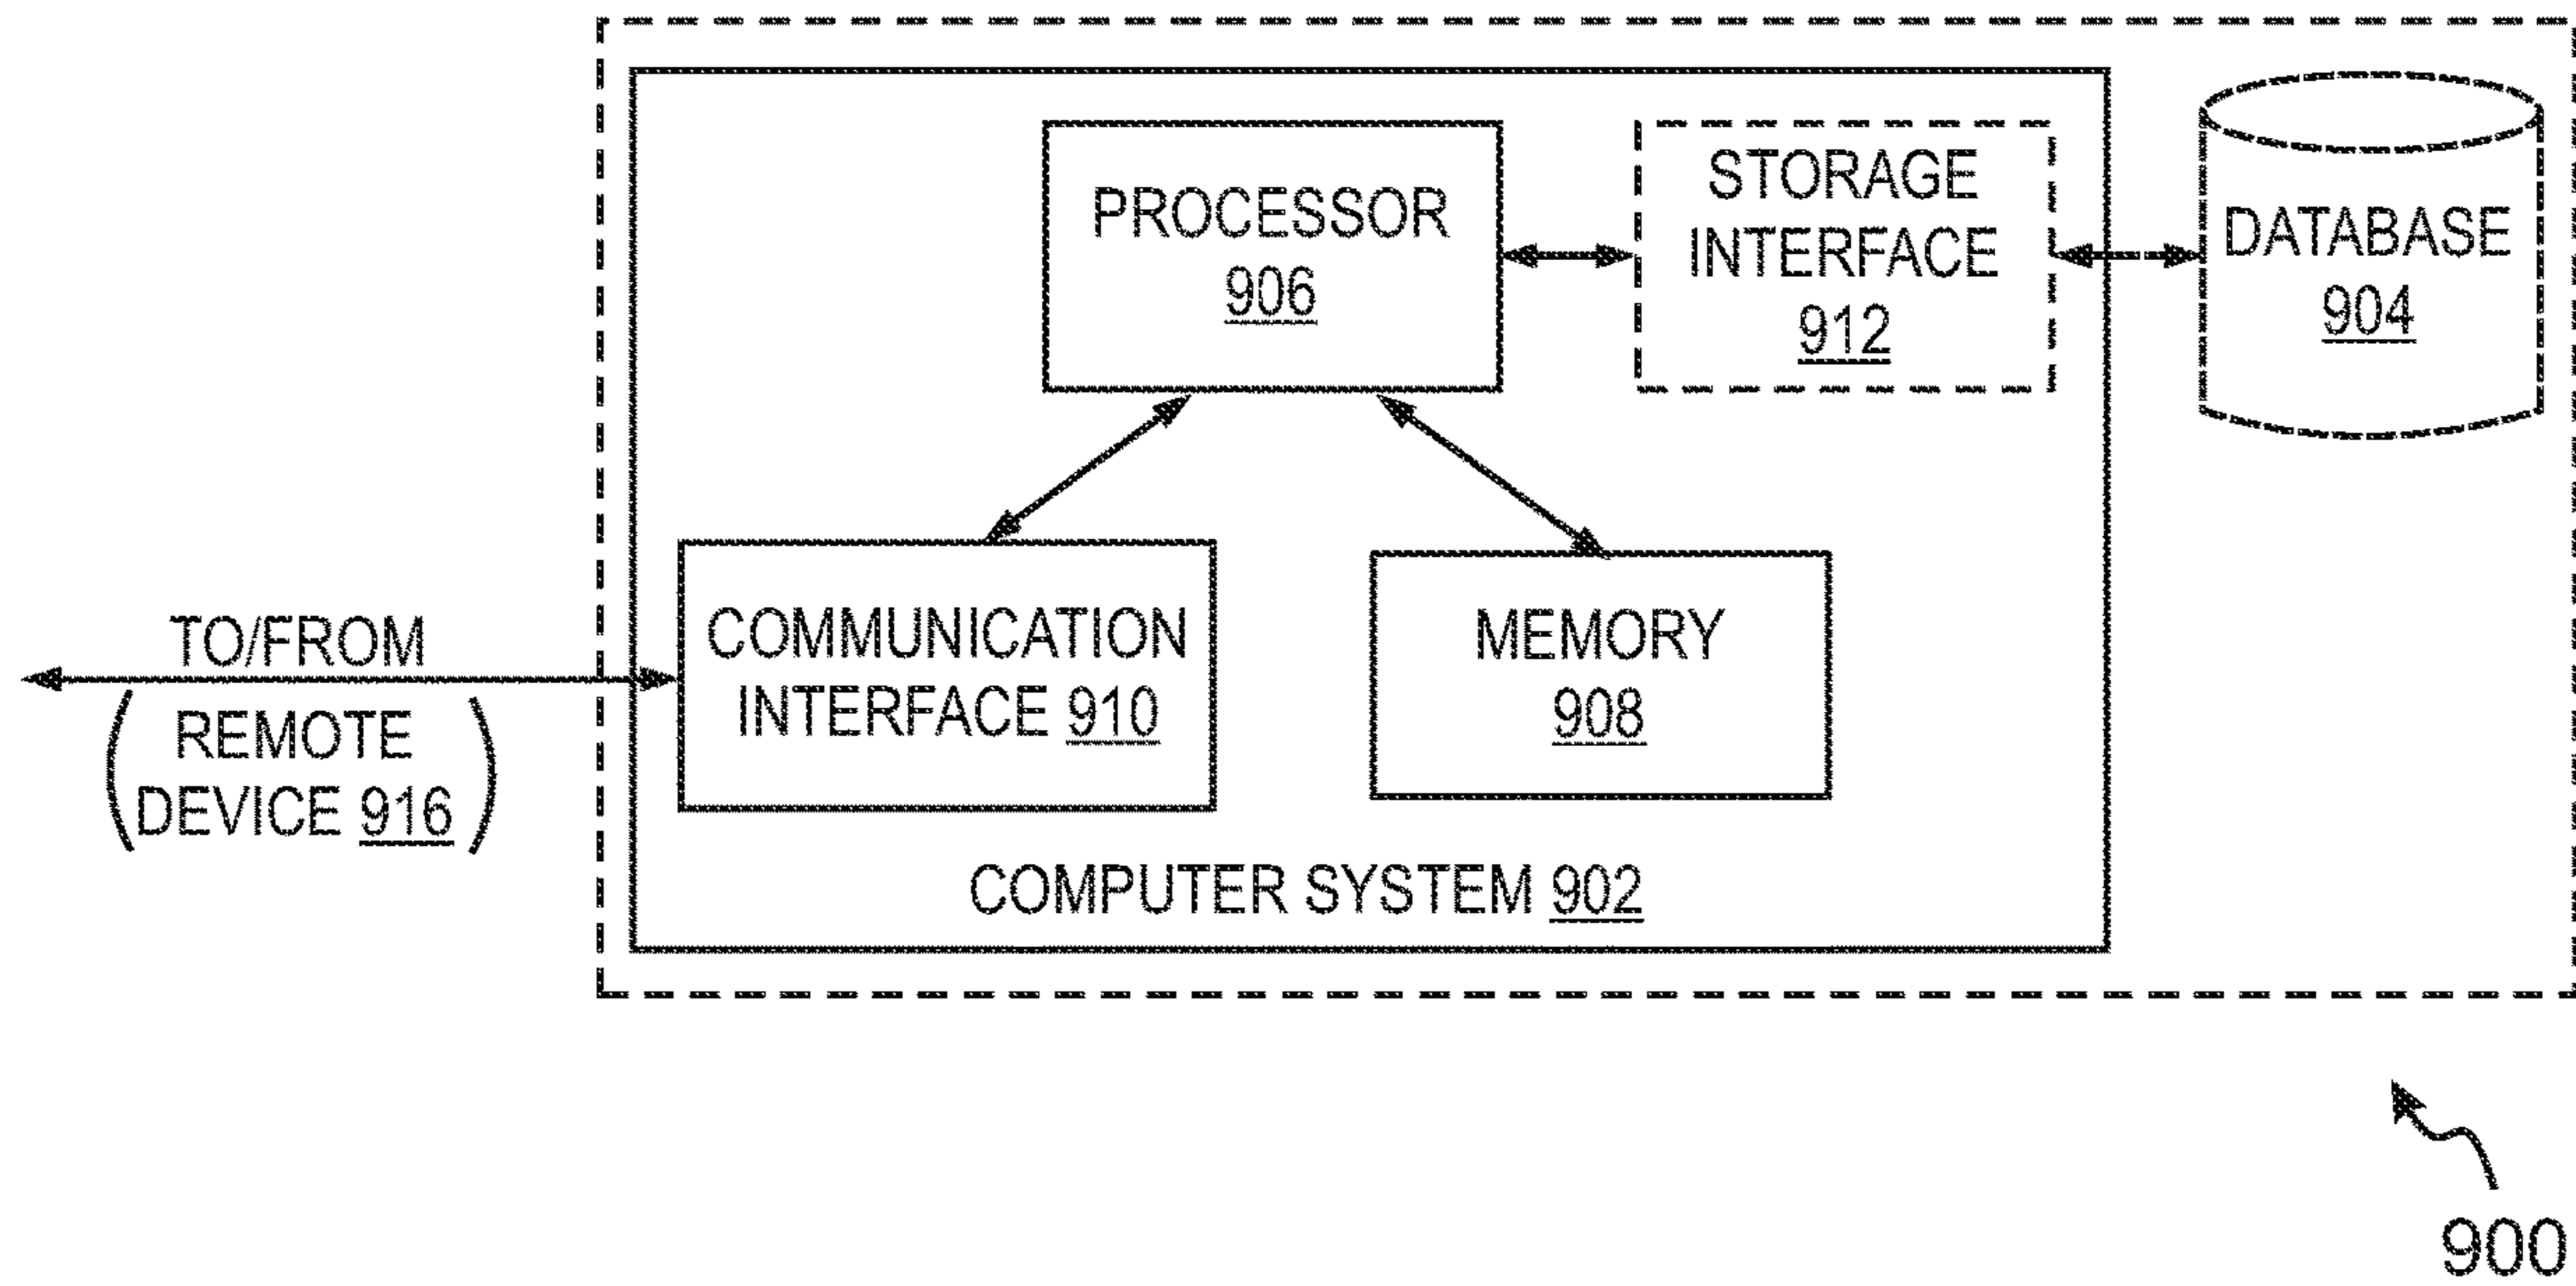 PROCESSOR
906
STORAGE
INTERFACE
912
DATABASE
904
TO/FROM
(REMOTE
DEVICE 916)
COMMUNICATION
INTERFACE 910
MEMORY
908
COMPUTER SYSTEM 902
900